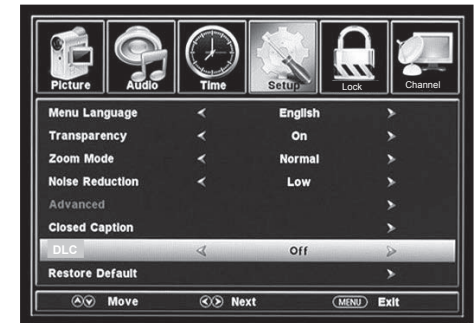 Picture Audio Time Setup Lock Channel
Menu Language English
Transparency On
Zoom Mode Normal
Noise Reduction Low
Advanced
Closed Caption
DLC Off
Restore Default
Move Next MENU Exit